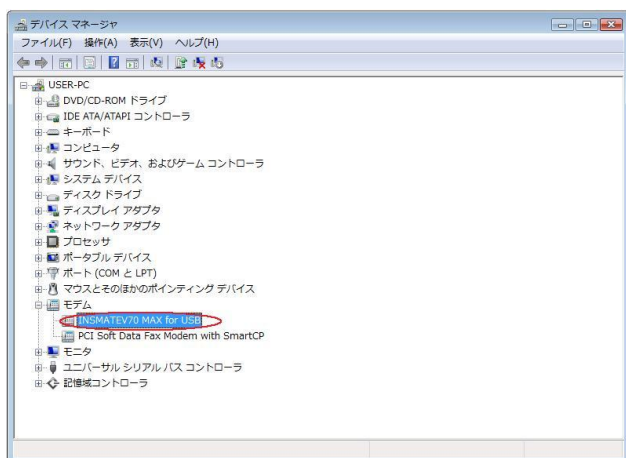 デバイス マネージャ
ファイル(F) 操作(A) 表示(V) ヘルプ(H)
USER-PC
DVD/CD-ROM ドライブ
IDE ATA/ATAPI コントローラ
キーボード
コンピュータ
サウンド、ビデオ、およびゲーム コントローラ
システム デバイス
ディスク ドライブ
ディスプレイ アダプタ
ネットワーク アダプタ
プロセッサ
ポータブル デバイス
ポート (COM と LPT)
マウスとそのほかのポインティング デバイス
モデム
INSMATEV70 MAX for USB
PCI Soft Data Fax Modem with SmartCP
モニタ
ユニバーサル シリアル バス コントローラ
記憶域コントローラ